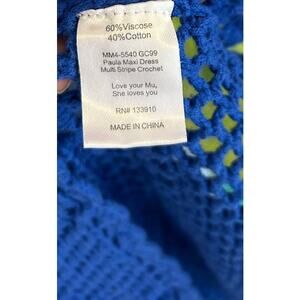 60%Viscose
40%Cotton
MM4-5540 GC99
Paula Maxi Dress
Multi Stripe Crochet
Love your Mu,
She loves you
RN# 133910
MADE IN CHINA